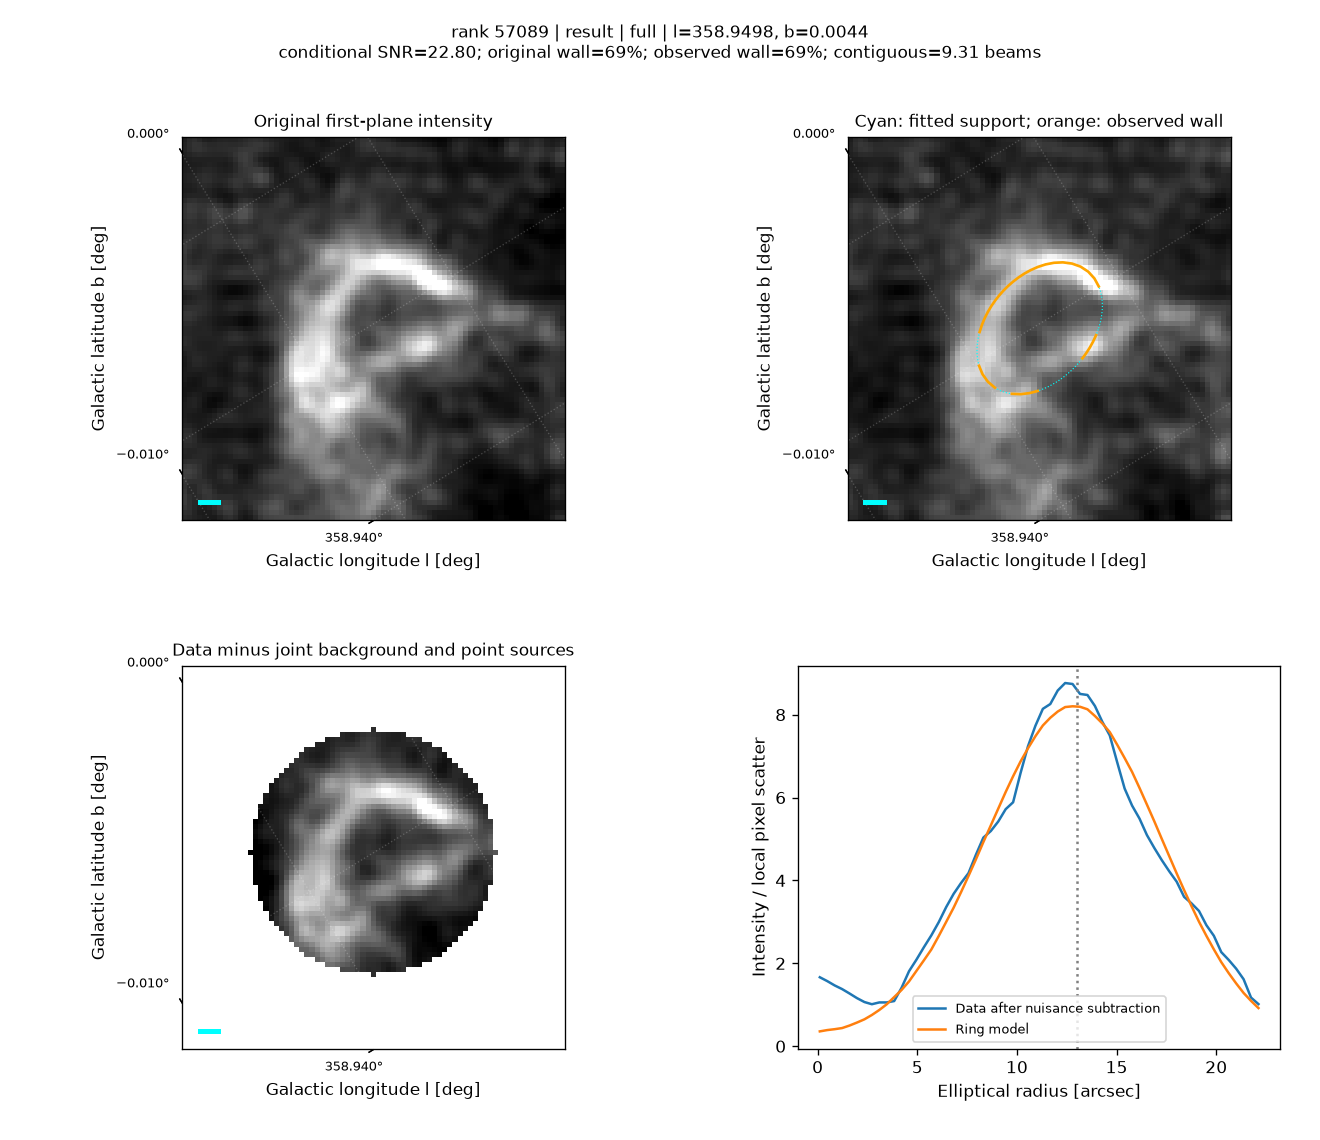 rank 57089 | result | full | l=358.9498, b=0.0044
conditional SNR=22.80; original wall=69%; observed wall=69%; contiguous=9.31 beams
Original first-plane intensity
0.000°
Galactic latitude b [deg]
−0.010°
358.940°
Galactic longitude l [deg]
Cyan: fitted support; orange: observed wall
0.000°
Galactic latitude b [deg]
−0.010°
358.940°
Galactic longitude l [deg]
Data minus joint background and point sources
0.000°
Galactic latitude b [deg]
−0.010°
358.940°
Galactic longitude l [deg]
Intensity / local pixel scatter
8
6
4
2
0
Data after nuisance subtraction
Ring model
0 5 10 15 20
Elliptical radius [arcsec]